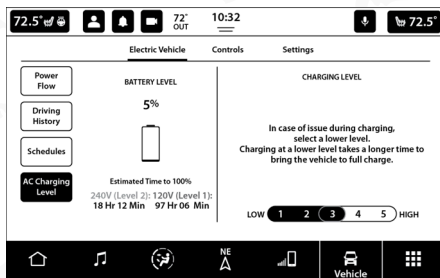 72.5°
72°
OUT
10:32
72.5°
Electric Vehicle
Controls
Settings
Power
Flow
Driving
History
Schedules
AC Charging
Level
BATTERY LEVEL
5%
Estimated Time to 100%
240V (Level 2): 120V (Level 1):
18 Hr 12 Min 97 Hr 06 Min
CHARGING LEVEL
In case of issue during charging,
select a lower level.
Charging at a lower level takes a longer time to
bring the vehicle to full charge.
LOW 1 2 3 4 5 HIGH
NE
Vehicle